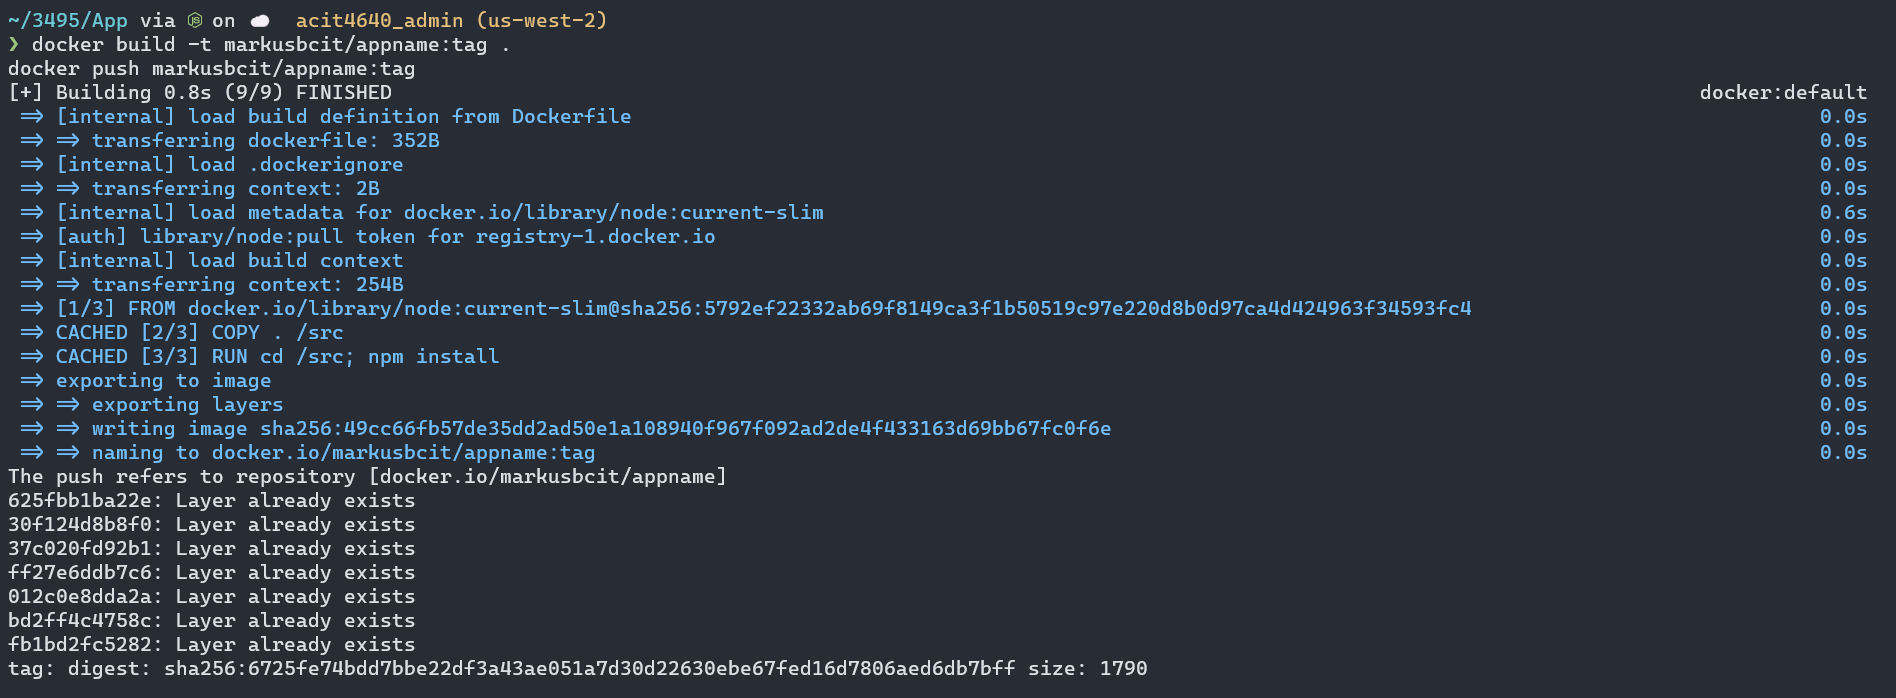 ~/3495/App via on acit4640_admin (us-west-2)
❯ docker build -t markusbcit/appname:tag .
docker push markusbcit/appname:tag
[+] Building 0.8s (9/9) FINISHED docker:default
=> [internal] load build definition from Dockerfile 0.0s
=> => transferring dockerfile: 352B 0.0s
=> [internal] load .dockerignore 0.0s
=> => transferring context: 2B 0.0s
=> [internal] load metadata for docker.io/library/node:current-slim 0.6s
=> [auth] library/node:pull token for registry-1.docker.io 0.0s
=> [internal] load build context 0.0s
=> => transferring context: 254B 0.0s
=> [1/3] FROM docker.io/library/node:current-slim@sha256:5792ef22332ab69f8149ca3f1b50519c97e220d8b0d97ca4d424963f34593fc4 0.0s
=> CACHED [2/3] COPY . /src 0.0s
=> CACHED [3/3] RUN cd /src; npm install 0.0s
=> exporting to image 0.0s
=> => exporting layers 0.0s
=> => writing image sha256:49cc66fb57de35dd2ad50e1a108940f967f092ad2de4f433163d69bb67fc0f6e 0.0s
=> => naming to docker.io/markusbcit/appname:tag 0.0s
The push refers to repository [docker.io/markusbcit/appname]
625fbb1ba22e: Layer already exists
30f124d8b8f0: Layer already exists
37c020fd92b1: Layer already exists
ff27e6ddb7c6: Layer already exists
012c0e8dda2a: Layer already exists
bd2ff4c4758c: Layer already exists
fb1bd2fc5282: Layer already exists
tag: digest: sha256:6725fe74bdd7bbe22df3a43ae051a7d30d22630ebe67fed16d7806aed6db7bff size: 1790